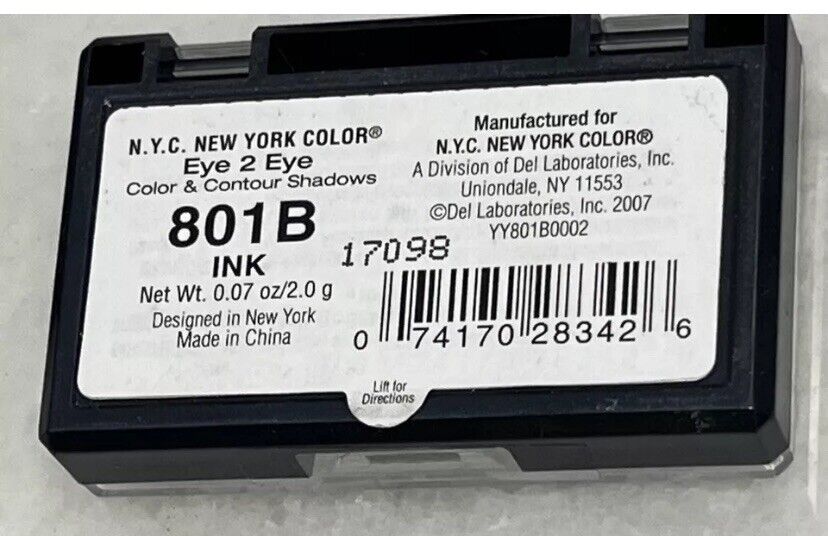 N.Y.C. NEW YORK COLOR®
Eye 2 Eye
Color & Contour Shadows
801B
INK
Net Wt. 0.07 oz/2.0 g
Designed in New York
Made in China
Manufactured for
N.Y.C. NEW YORK COLOR®
A Division of Del Laboratories, Inc.
Uniondale, NY 11553
©Del Laboratories, Inc. 2007
YY801B0002
17098
0 74170 28342 6
Lift for
Directions